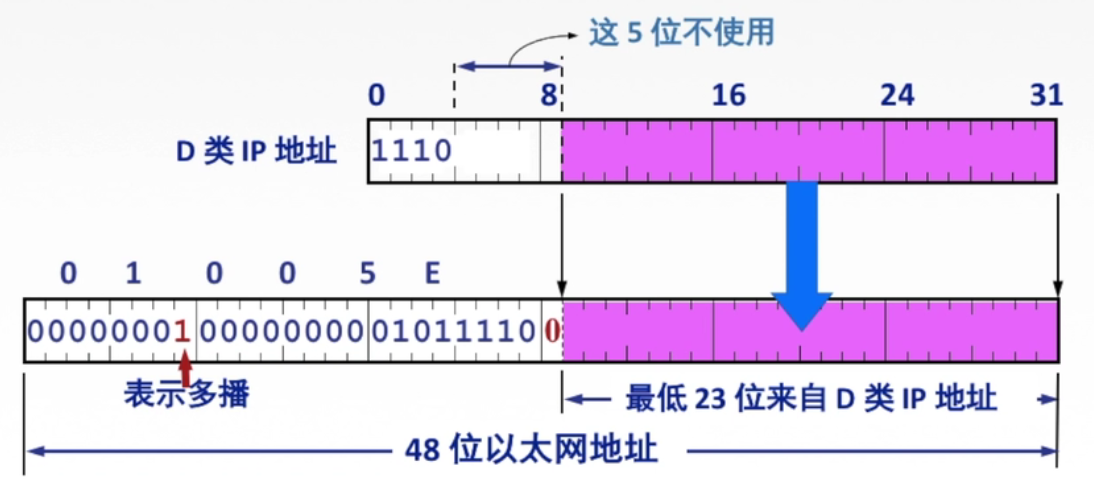 这 5 位不使用
0 8 16 24 31
D 类 IP 地址 1110
0 1 0 0 5 E
00000001 00000000 01011110 0
表示多播
最低 23 位来自 D 类 IP 地址
48 位以太网地址